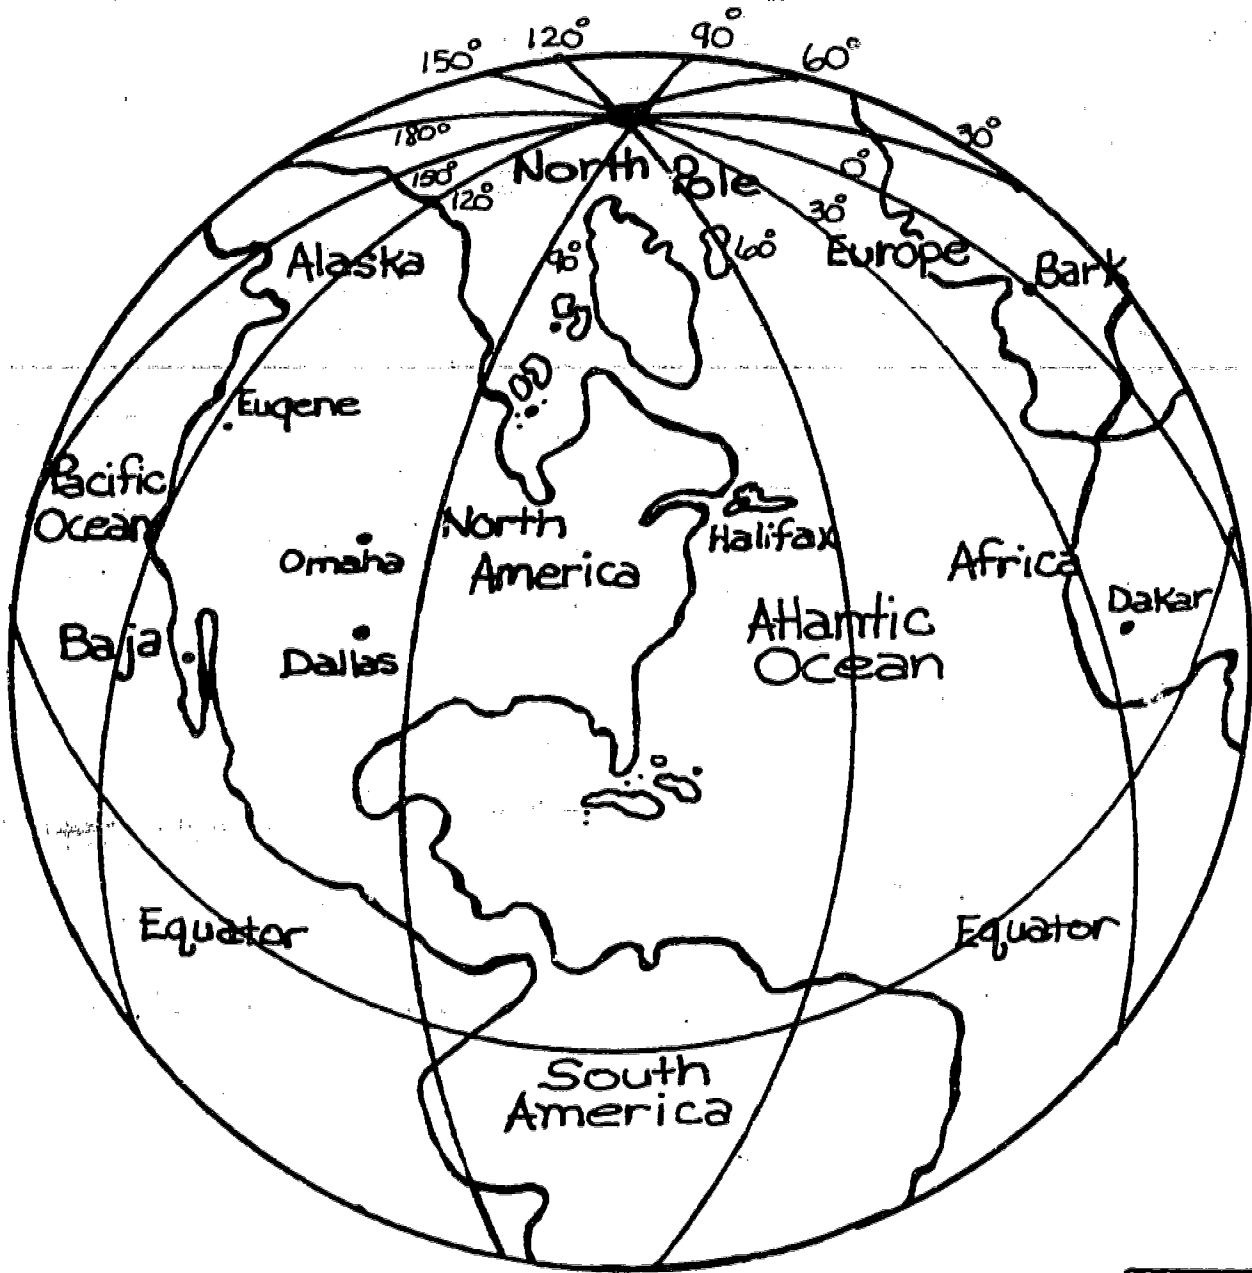 120° 90°
150° 60°
180° 30°
150° North Pole 0°
120° 30°
90° 60° Europe
Alaska Bark
Eugene
Pacific
Ocean North Halifax
Omaha America Africa
Baja Atlantic Dakar
Dallas Ocean
Equator Equator
South
America